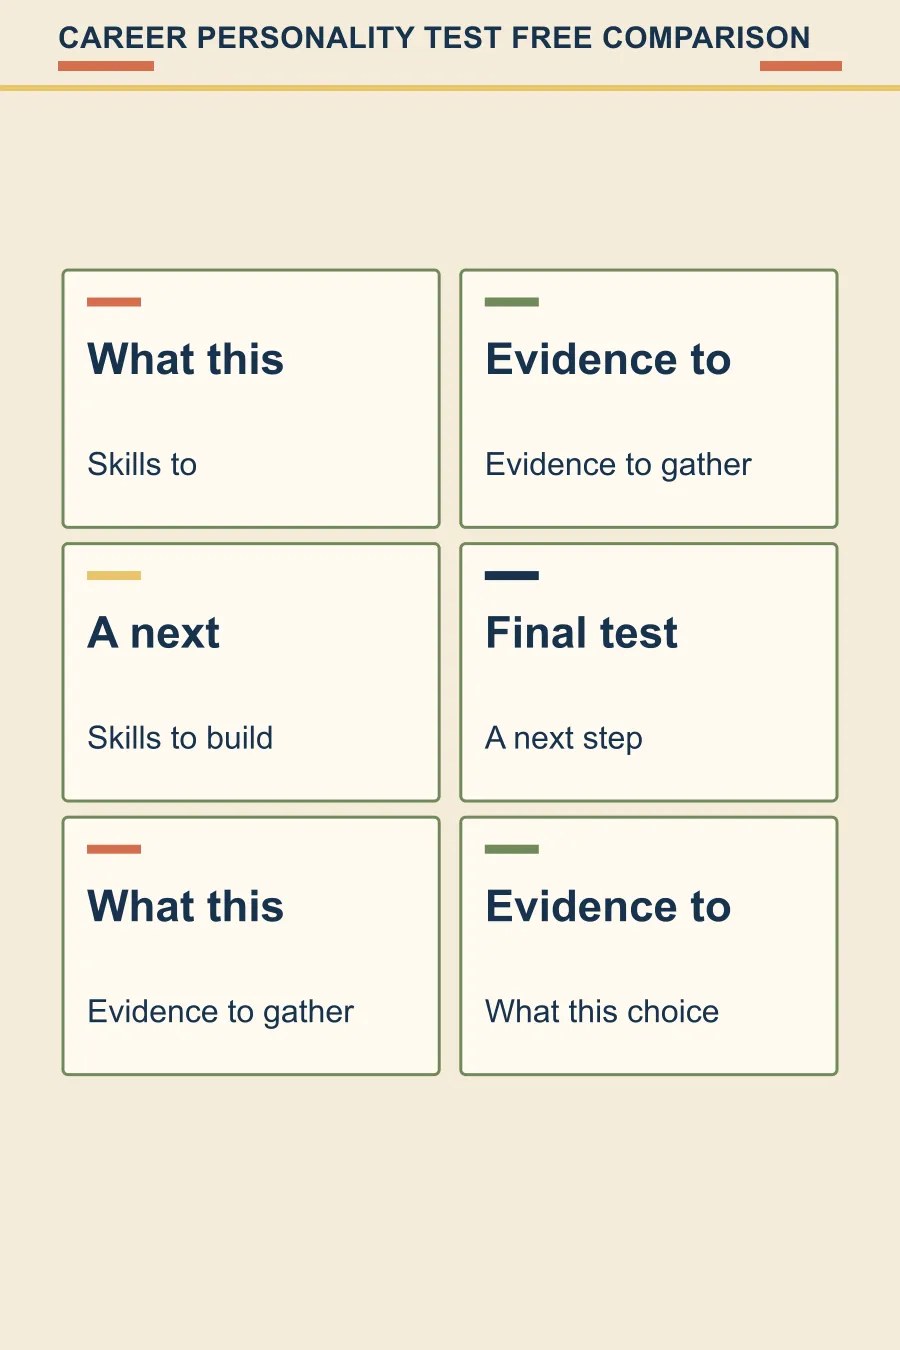 CAREER PERSONALITY TEST FREE COMPARISON
What this
Skills to
Evidence to
Evidence to gather
A next
Skills to build
Final test
A next step
What this
Evidence to gather
Evidence to
What this choice